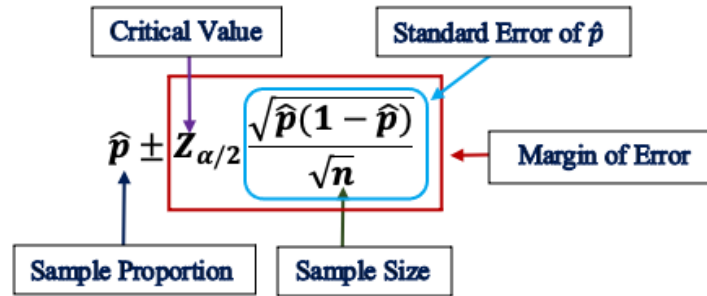 Critical Value
Standard Error of p̂
p̂ ± Z_{α/2} √(p̂(1 − p̂)) / √n
Margin of Error
Sample Proportion
Sample Size